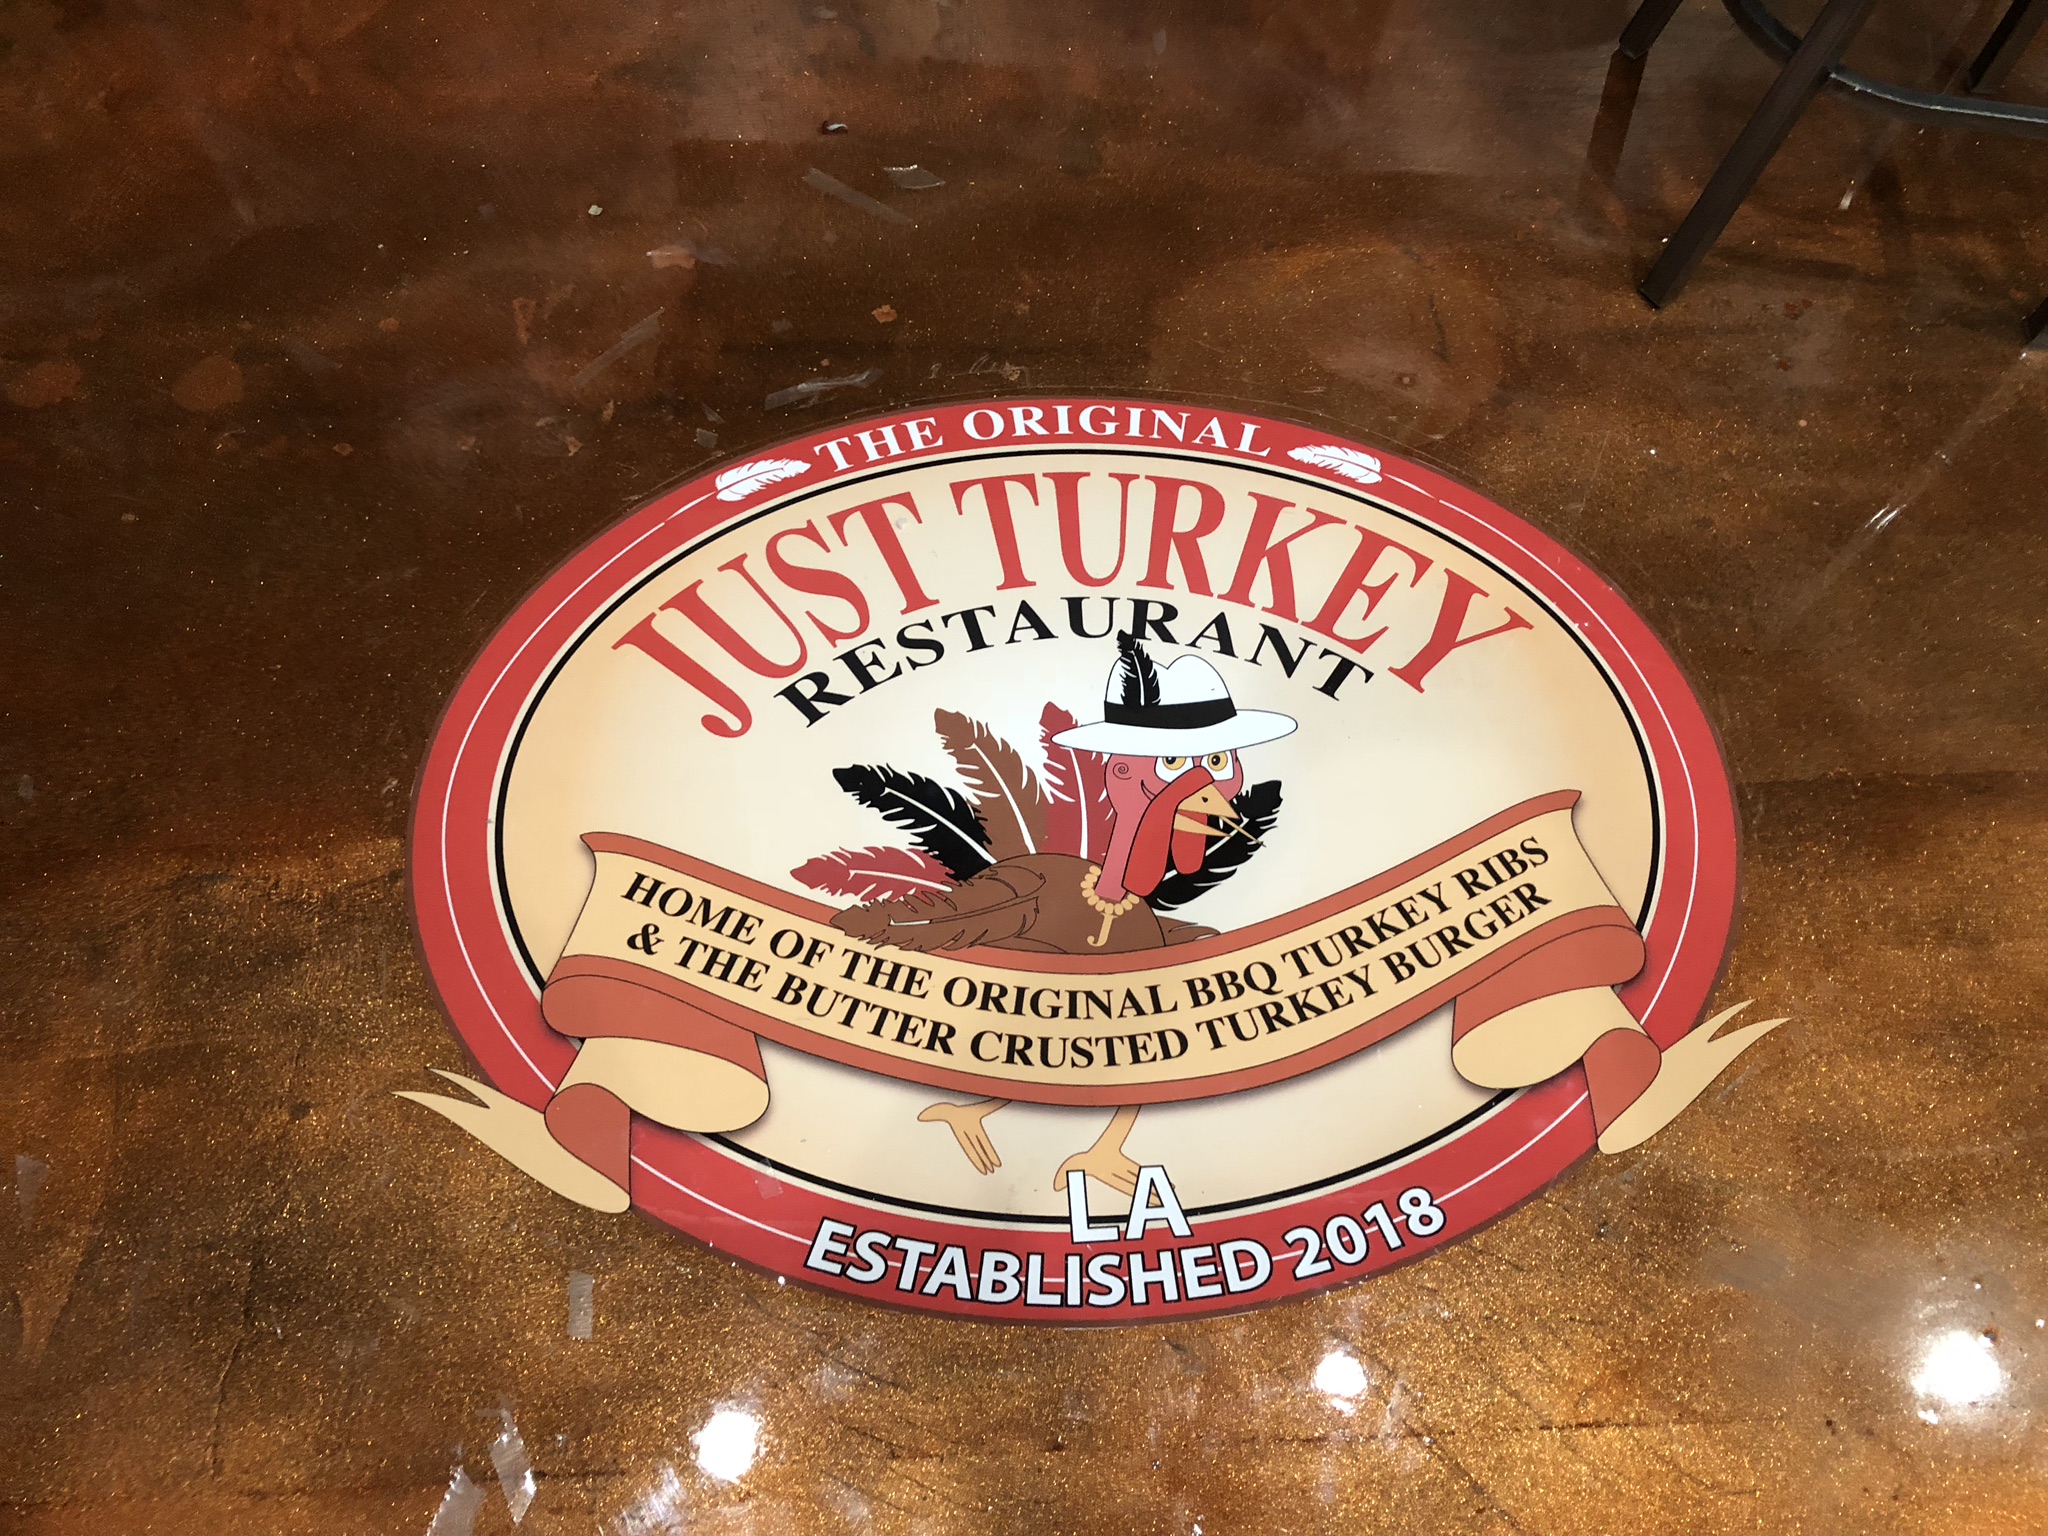 THE ORIGINAL
JUST TURKEY
RESTAURANT
HOME OF THE ORIGINAL BBQ TURKEY RIBS
& THE BUTTER CRUSTED TURKEY BURGER
LA
ESTABLISHED 2018